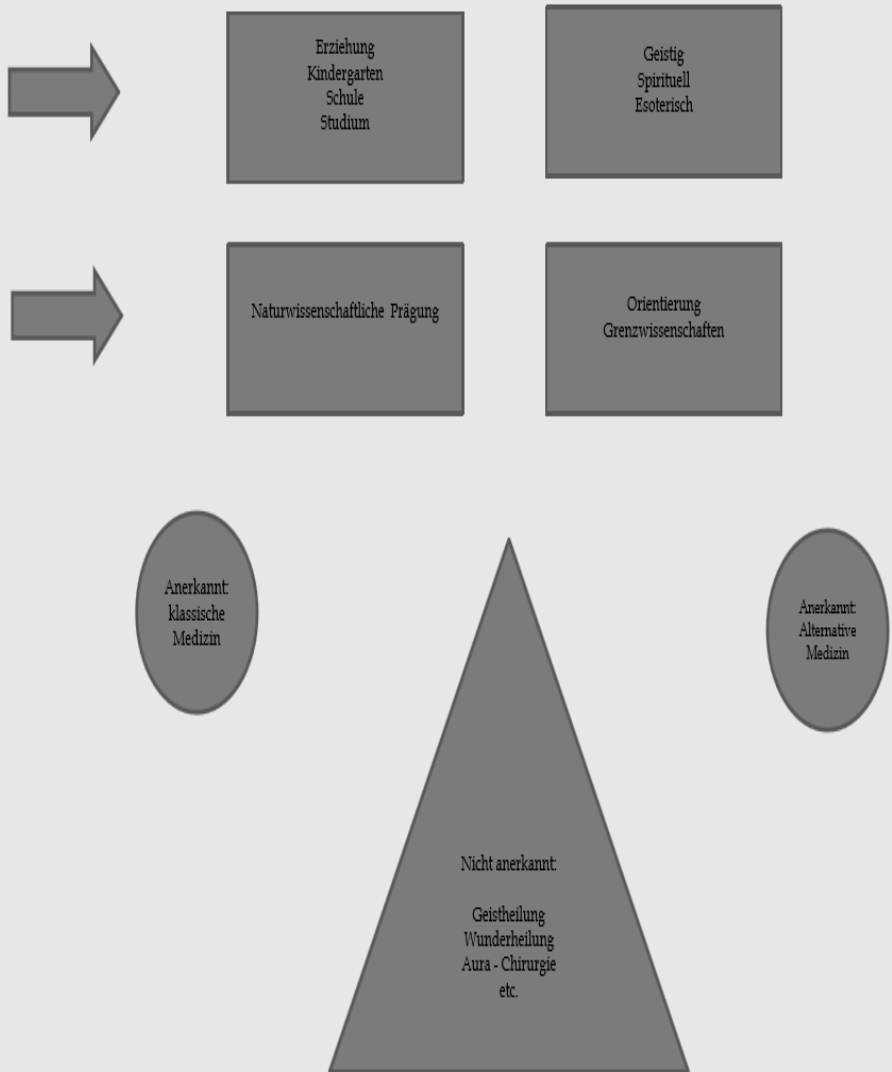 Erziehung
Kindergarten
Schule
Studium
Geistig
Spirituell
Esoterisch
Naturwissenschaftliche Prägung
Orientierung
Grenzwissenschaften
Anerkannt:
klassische
Medizin
Anerkannt:
Alternative
Medizin
Nicht anerkannt:
Geistheilung
Wunderheilung
Aura - Chirurgie
etc.